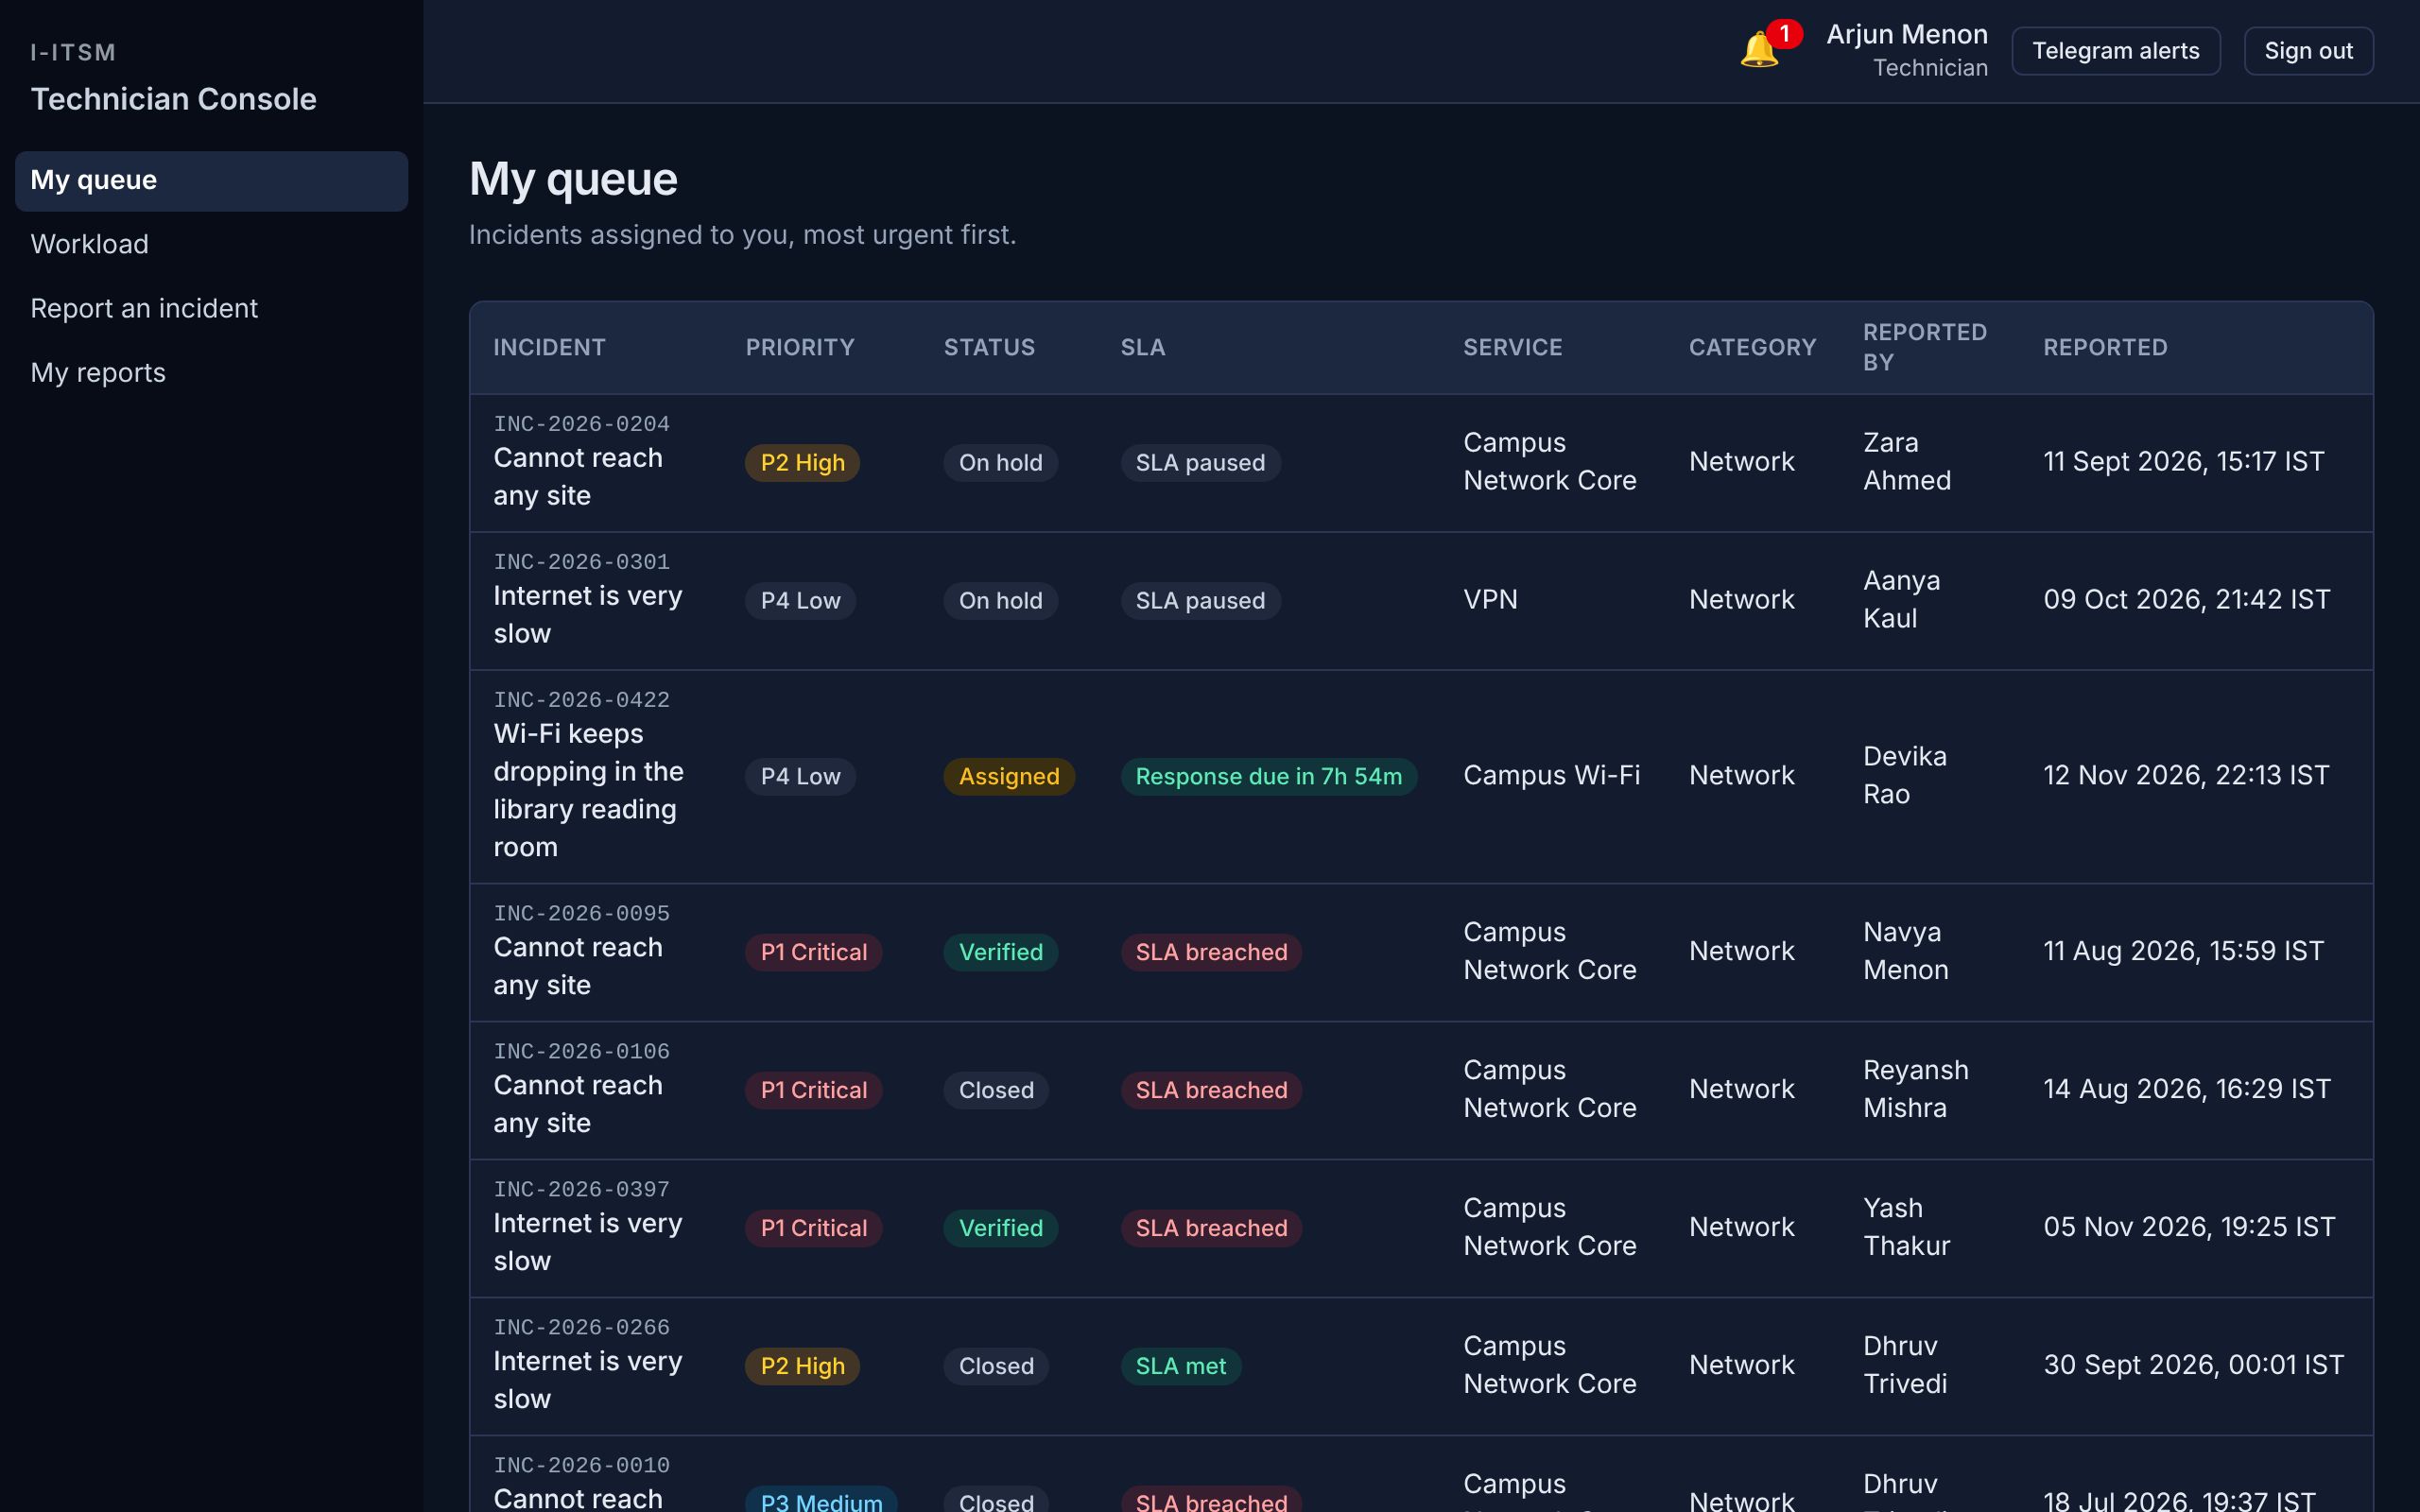 I-ITSM
Technician Console
My queue
Workload
Report an incident
My reports
1
Arjun Menon
Technician
Telegram alerts
Sign out
My queue
Incidents assigned to you, most urgent first.
INCIDENT PRIORITY STATUS SLA SERVICE CATEGORY REPORTED BY REPORTED
INC-2026-0204
Cannot reach
any site
P2 High
On hold
SLA paused
Campus
Network Core
Network
Zara
Ahmed
11 Sept 2026, 15:17 IST
INC-2026-0301
Internet is very
slow
P4 Low
On hold
SLA paused
VPN
Network
Aanya
Kaul
09 Oct 2026, 21:42 IST
INC-2026-0422
Wi-Fi keeps
dropping in the
library reading
room
P4 Low
Assigned
Response due in 7h 54m
Campus Wi-Fi
Network
Devika
Rao
12 Nov 2026, 22:13 IST
INC-2026-0095
Cannot reach
any site
P1 Critical
Verified
SLA breached
Campus
Network Core
Network
Navya
Menon
11 Aug 2026, 15:59 IST
INC-2026-0106
Cannot reach
any site
P1 Critical
Closed
SLA breached
Campus
Network Core
Network
Reyansh
Mishra
14 Aug 2026, 16:29 IST
INC-2026-0397
Internet is very
slow
P1 Critical
Verified
SLA breached
Campus
Network Core
Network
Yash
Thakur
05 Nov 2026, 19:25 IST
INC-2026-0266
Internet is very
slow
P2 High
Closed
SLA met
Campus
Network Core
Network
Dhruv
Trivedi
30 Sept 2026, 00:01 IST
INC-2026-0010
Cannot reach
P3 Medium
Closed
SLA breached
Campus
Network
Dhruv
18 Jul 2026, 19:37 IST